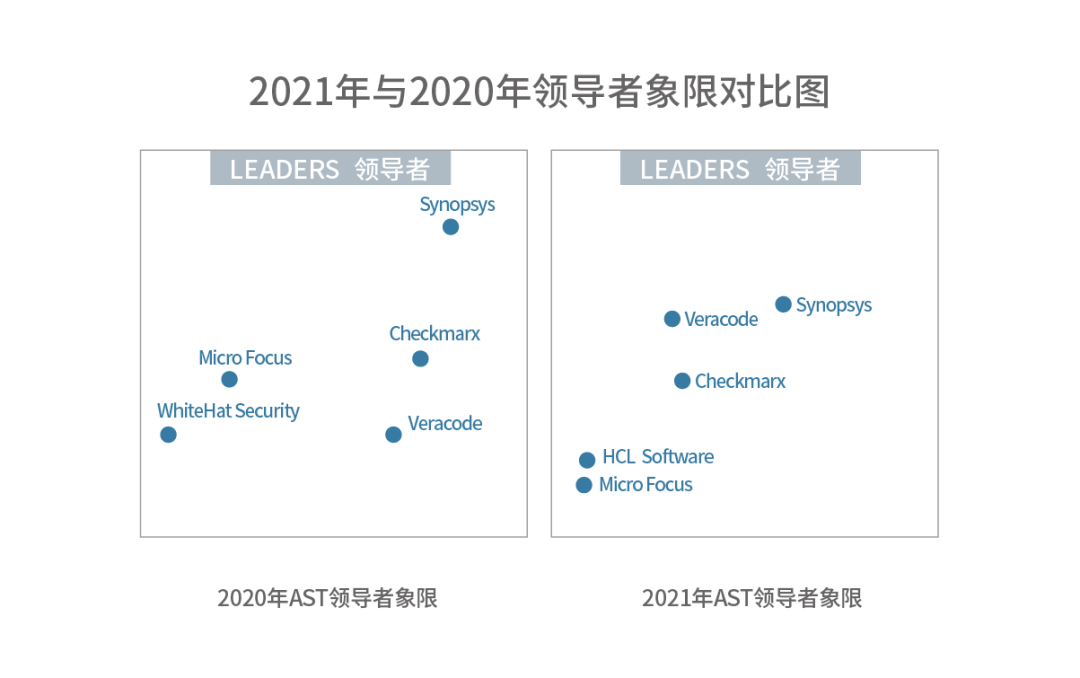 2021年与2020年领导者象限对比图
LEADERS 领导者
Synopsys
Checkmarx
Micro Focus
WhiteHat Security
Veracode
2020年AST领导者象限
LEADERS 领导者
Synopsys
Veracode
Checkmarx
HCL Software
Micro Focus
2021年AST领导者象限